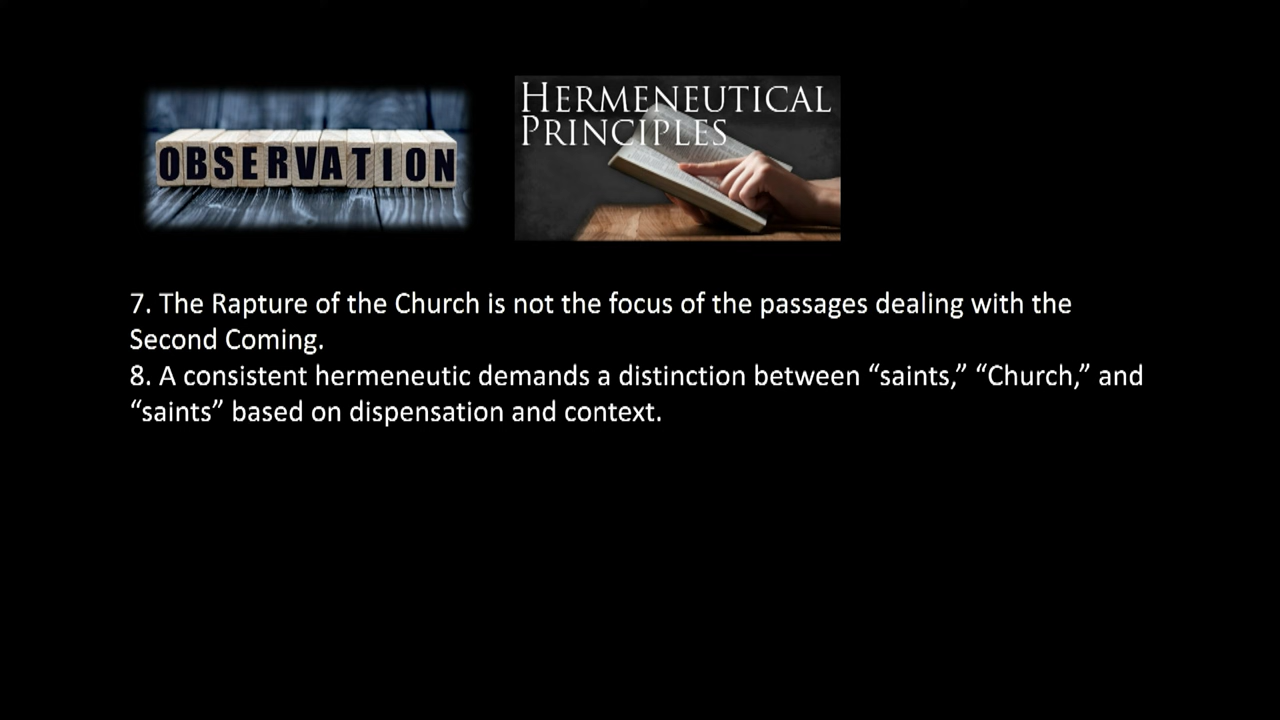 OBSERVATION
HERMENEUTICAL
PRINCIPLES
7. The Rapture of the Church is not the focus of the passages dealing with the
Second Coming.
8. A consistent hermeneutic demands a distinction between “saints,” “Church,” and
“saints” based on dispensation and context.